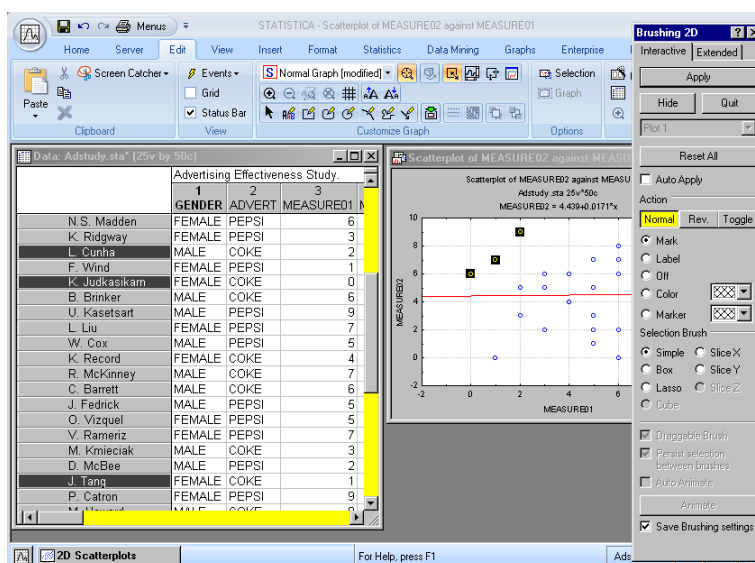 Menus
STATISTICA - Scatterplot of MEASURE02 against MEASURE01
Home Server Edit View Insert Format Statistics Data Mining Graphs Enterprise
Paste
Screen Catcher
Clipboard
Events
Grid
Status Bar
View
Normal Graph [modified]
Customize Graph
Selection
Graph
Options
Data: Adstudy.sta* (25v by 50c)
Advertising Effectiveness Study.
1 2 3
GENDER ADVERT MEASURE01
N.S. Madden FEMALE PEPSI 6
K. Ridgway FEMALE PEPSI 3
L. Cunha MALE COKE 2
F. Wind FEMALE PEPSI 1
K. Judkasikarn FEMALE COKE 0
B. Brinker MALE COKE 6
U. Kasetsart MALE PEPSI 9
L. Liu FEMALE PEPSI 7
W. Cox MALE PEPSI 5
K. Record FEMALE COKE 4
R. McKinney MALE COKE 7
C. Barrett MALE COKE 6
J. Fedrick MALE PEPSI 5
O. Vizquel FEMALE PEPSI 5
V. Rameriz FEMALE PEPSI 7
M. Kmieciak MALE COKE 3
D. McBee MALE PEPSI 2
J. Tang FEMALE COKE 1
P. Catron FEMALE PEPSI 9
Scatterplot of MEASURE02 against MEASU
Scatterplot of MEASURE02 against MEASU
Adstudy.sta 25v*50c
MEASURE02 = 4.439+0.0171*x
10
8
6
4
2
0
-2
MEASURE02
-2 0 2 4 6
MEASURE01
Brushing 2D
Interactive Extended
Apply
Hide Quit
Plot 1
Reset All
Auto Apply
Action
Normal Rev. Toggle
Mark
Label
Off
Color
Marker
Selection Brush
Simple Slice X
Box Slice Y
Lasso Slice Z
Cube
Draggable Brush
Persist selection
between brushes
Auto Animate
Animate
Save Brushing settings
2D Scatterplots
For Help, press F1
Ads